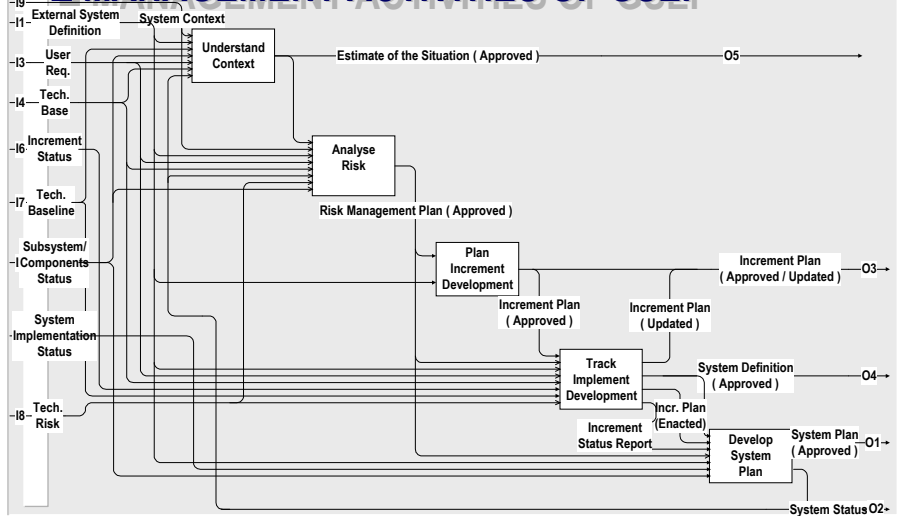 MANAGEMENT ACTIVITIES OF
I9
I1
External System
Definition
System Context
I3
User
Req.
Understand
Context
Estimate of the Situation ( Approved )
O5
I4
Tech.
Base
I6
Increment
Status
Analyse
Risk
I7
Tech.
Baseline
Risk Management Plan ( Approved )
Subsystem/
Components
Status
Plan
Increment
Development
Increment Plan
( Approved / Updated )
O3
Increment Plan
( Approved )
Increment Plan
( Updated )
System
Implementation
Status
Track
Implement
Development
System Definition
( Approved )
O4
I8
Tech.
Risk
Incr. Plan
(Enacted)
Increment
Status Report
Develop
System
Plan
System Plan
( Approved )
O1
System Status
O2